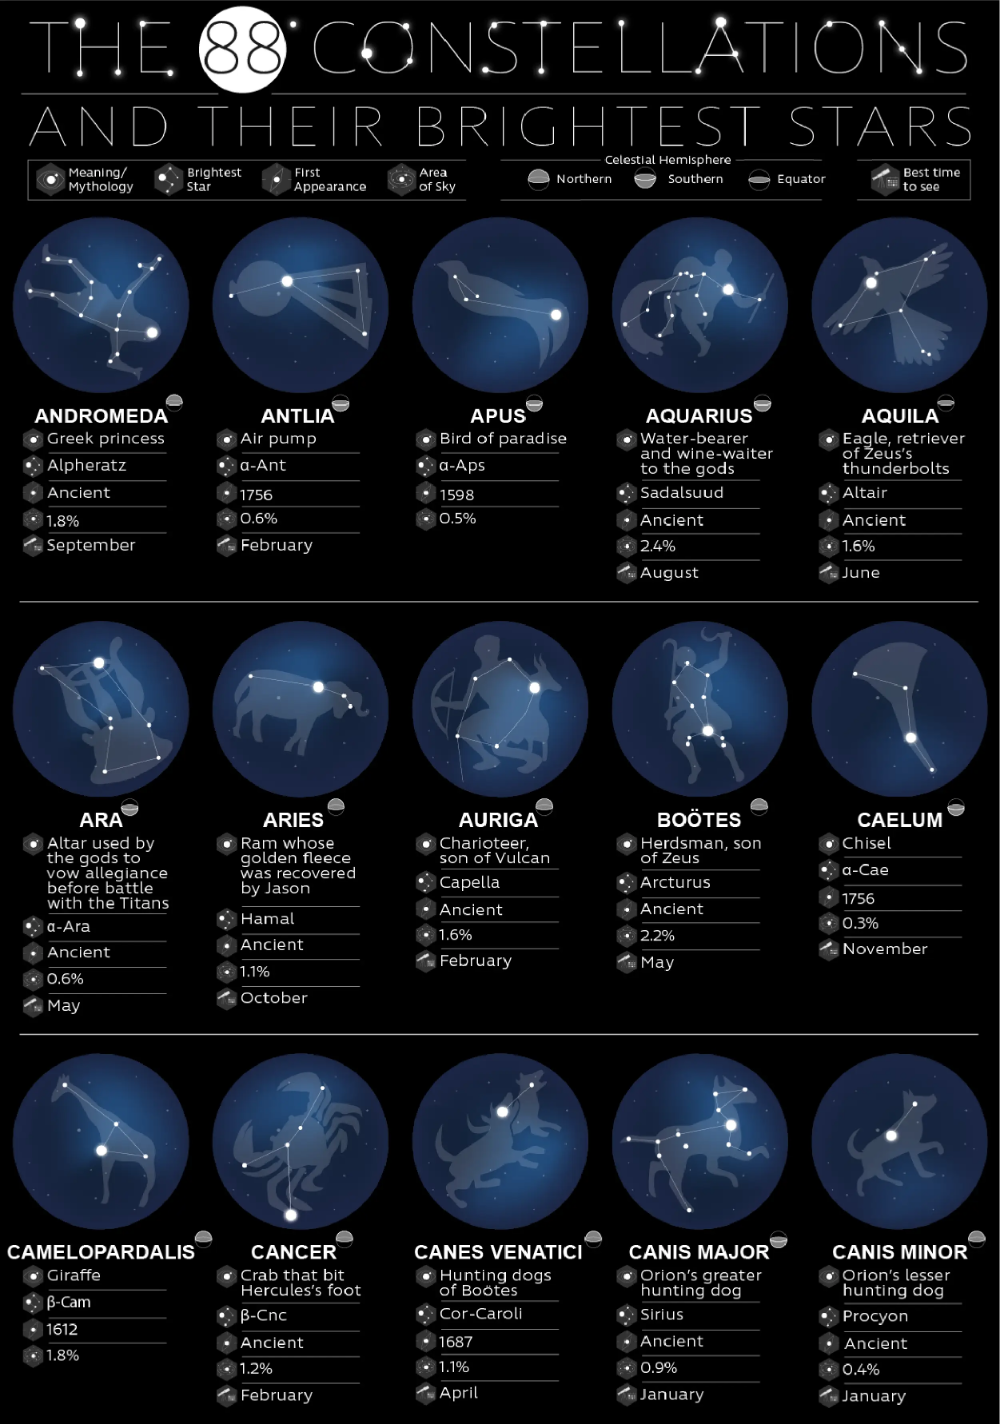 THE 88 CONSTELLATIONS
AND THEIR BRIGHTEST STARS
Meaning/
Mythology
Brightest
Star
First
Appearance
Area
of Sky
Celestial Hemisphere
Northern
Southern
Equator
Best time
to see
ANDROMEDA
Greek princess
Alpheratz
Ancient
1.8%
September
ANTLIA
Air pump
α-Ant
1756
0.6%
February
APUS
Bird of paradise
α-Aps
1598
0.5%
AQUARIUS
Water-bearer
and wine-waiter
to the gods
Sadalsuud
Ancient
2.4%
August
AQUILA
Eagle, retriever
of Zeus's
thunderbolts
Altair
Ancient
1.6%
June
ARA
Altar used by
the gods to
vow allegiance
before battle
with the Titans
α-Ara
Ancient
0.6%
May
ARIES
Ram whose
golden fleece
was recovered
by Jason
Hamal
Ancient
1.1%
October
AURIGA
Charioteer,
son of Vulcan
Capella
Ancient
1.6%
February
BOÖTES
Herdsman, son
of Zeus
Arcturus
Ancient
2.2%
May
CAELUM
Chisel
α-Cae
1756
0.3%
November
CAMELOPARDALIS
Giraffe
β-Cam
1612
1.8%
CANCER
Crab that bit
Hercules's foot
β-Cnc
Ancient
1.2%
February
CANES VENATICI
Hunting dogs
of Boötes
Cor-Caroli
1687
1.1%
April
CANIS MAJOR
Orion's greater
hunting dog
Sirius
Ancient
0.9%
January
CANIS MINOR
Orion's lesser
hunting dog
Procyon
Ancient
0.4%
January